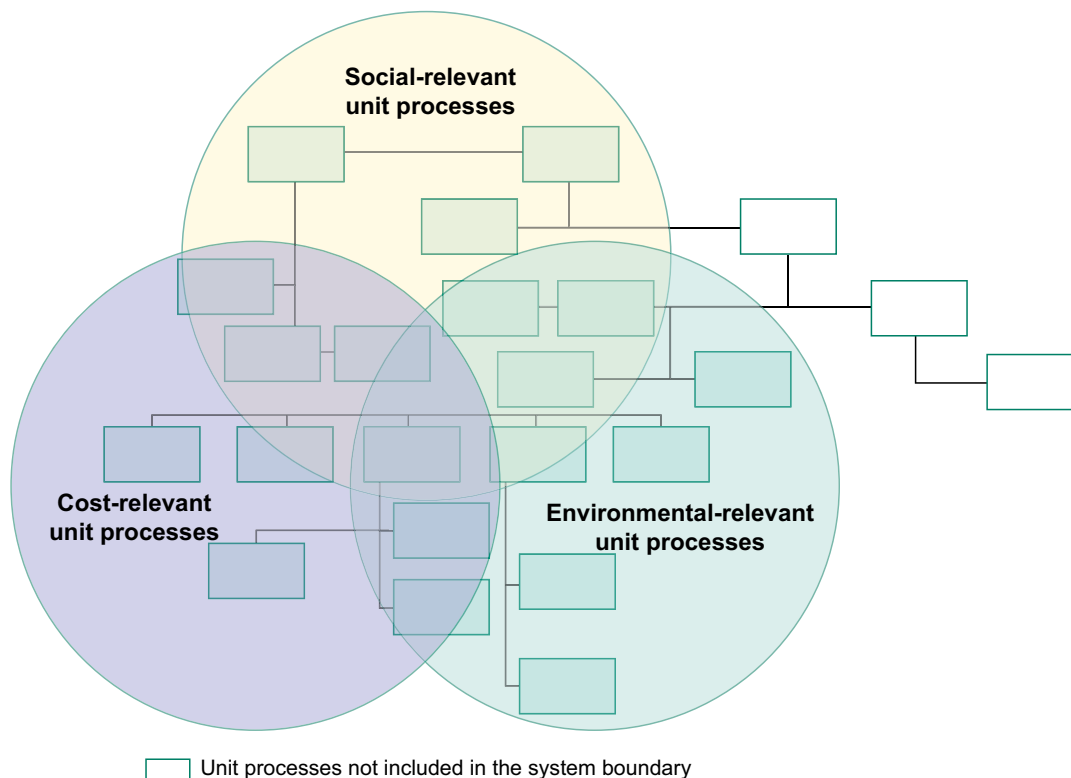 Social-relevant
unit processes
Cost-relevant
unit processes
Environmental-relevant
unit processes
Unit processes not included in the system boundary